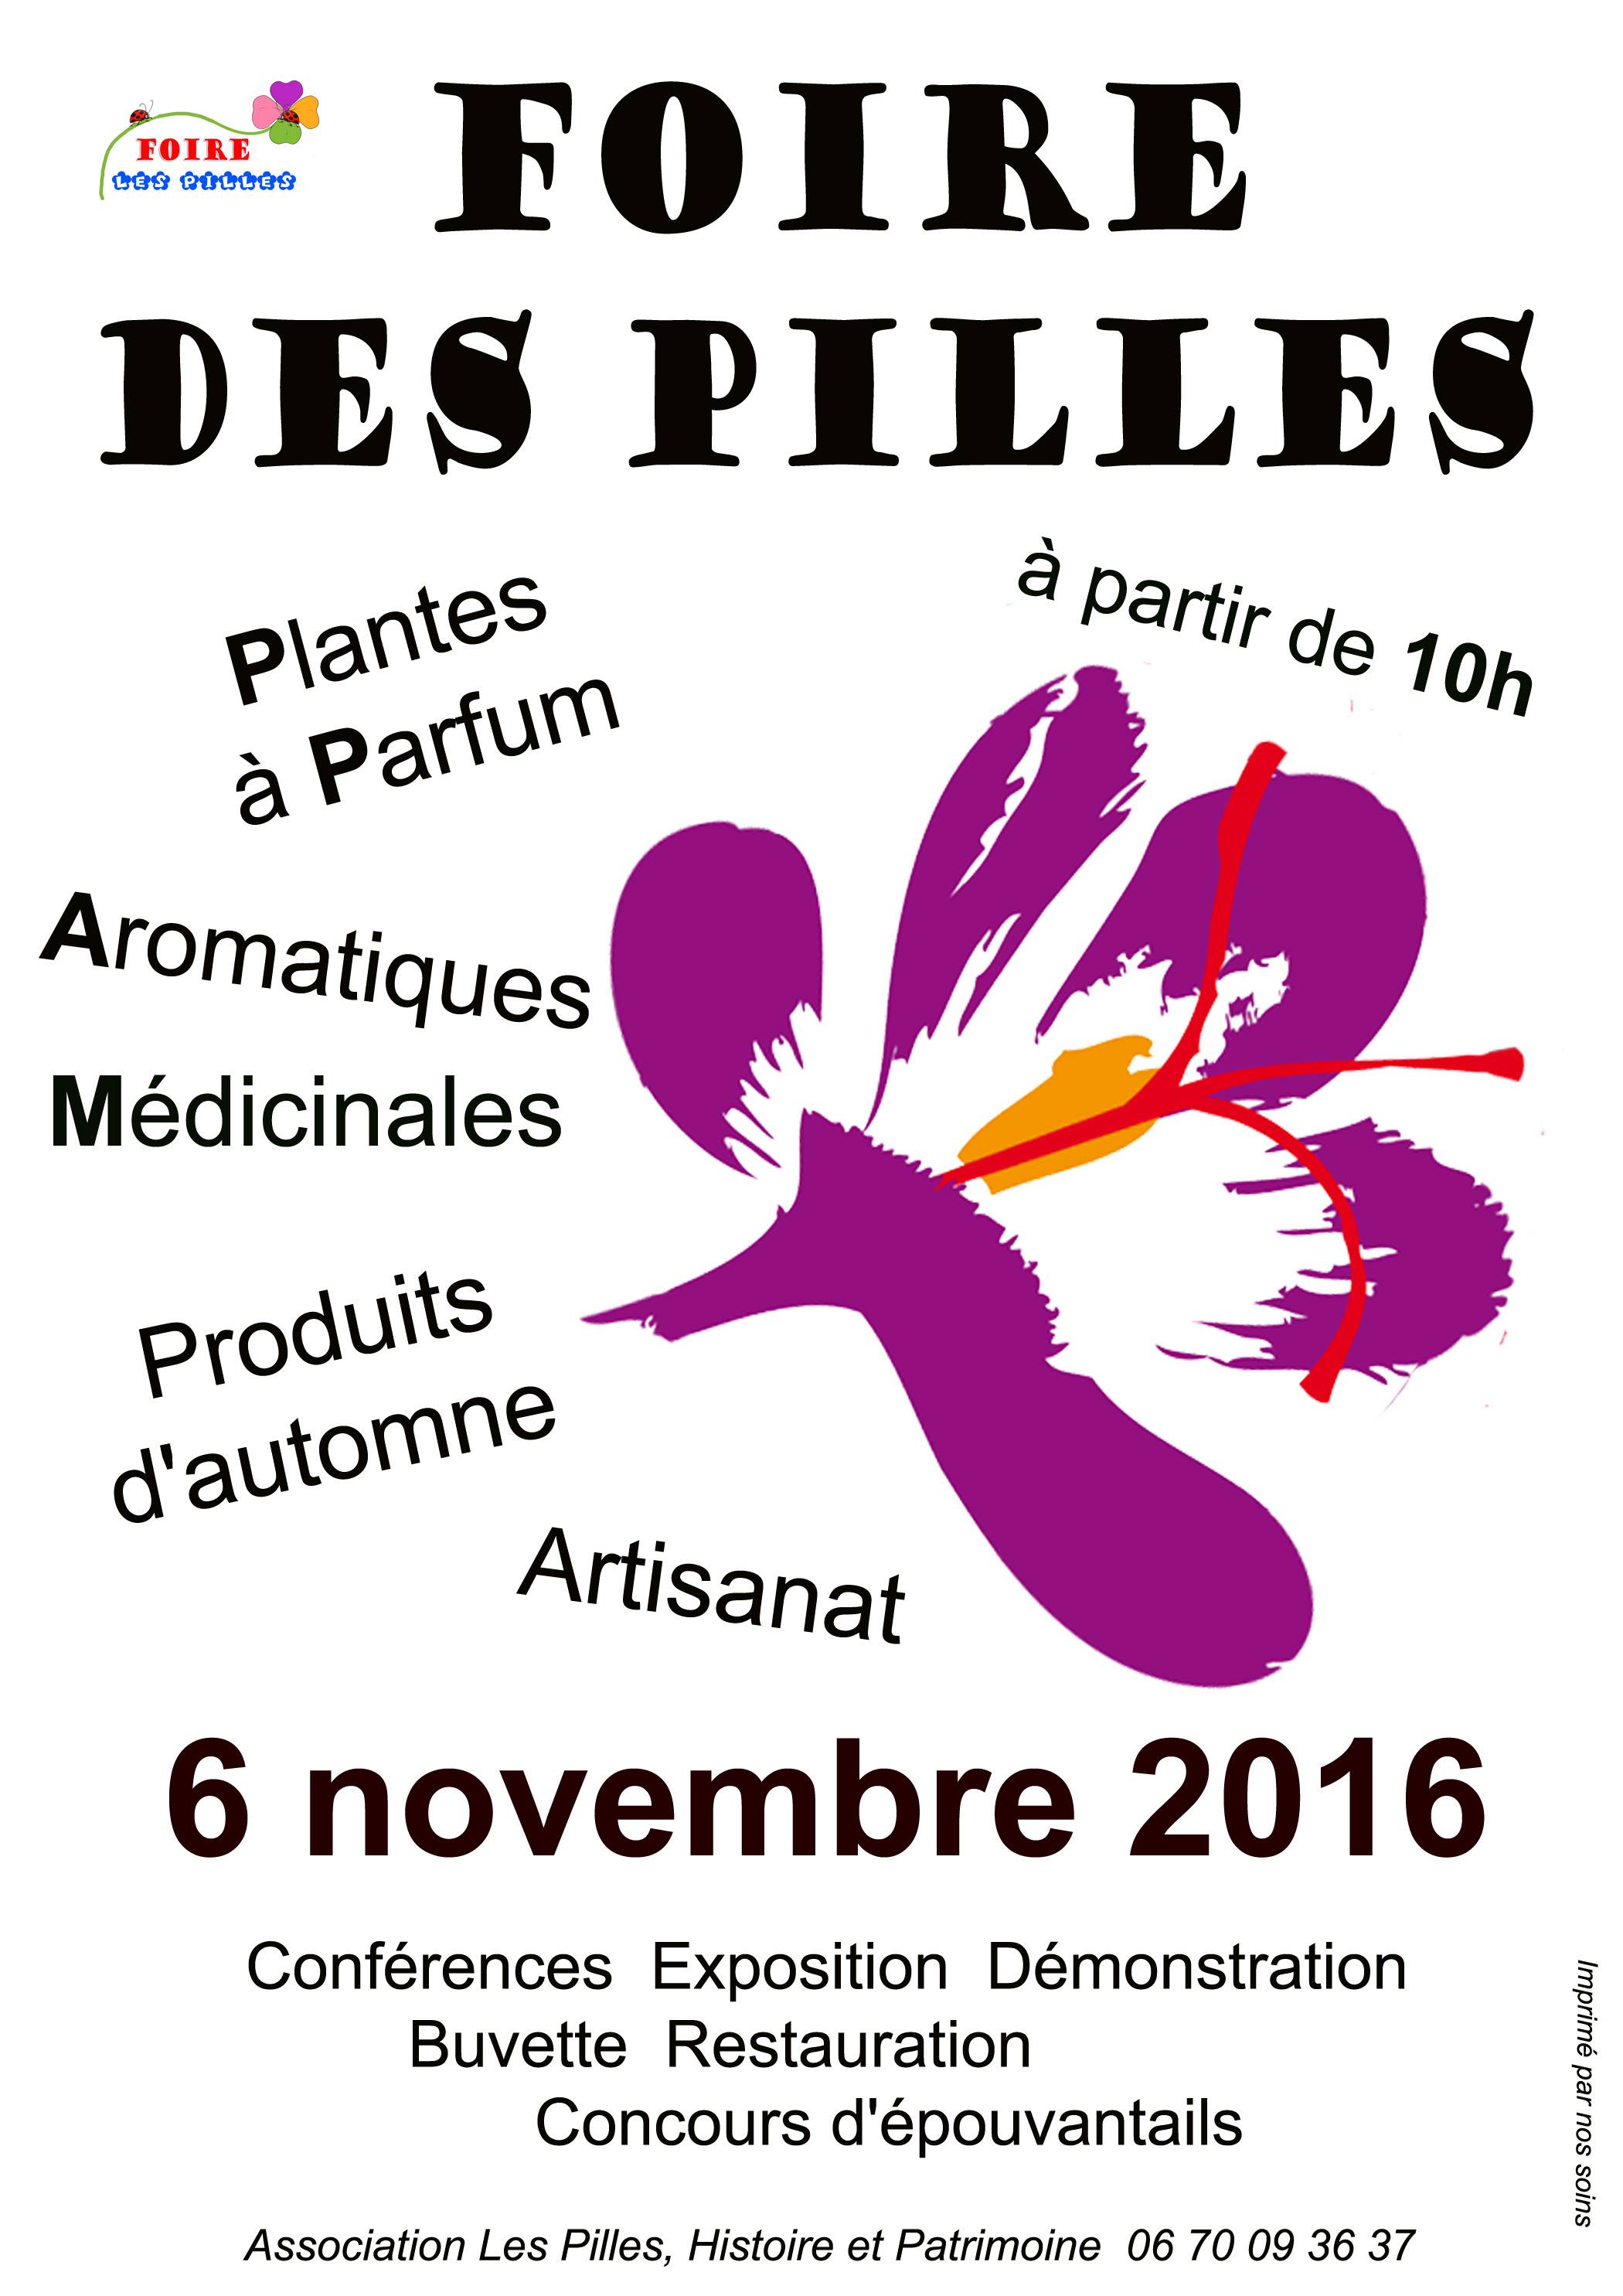 FOIRE
LES PILLES
FOIRE
DES PILLES
à partir de 10h
Plantes
à Parfum
Aromatiques
Médicinales
Produits
d'automne
Artisanat
6 novembre 2016
Conférences Exposition Démonstration
Buvette Restauration
Concours d'épouvantails
Association Les Pilles, Histoire et Patrimoine 06 70 09 36 37
Imprimé par nos soins